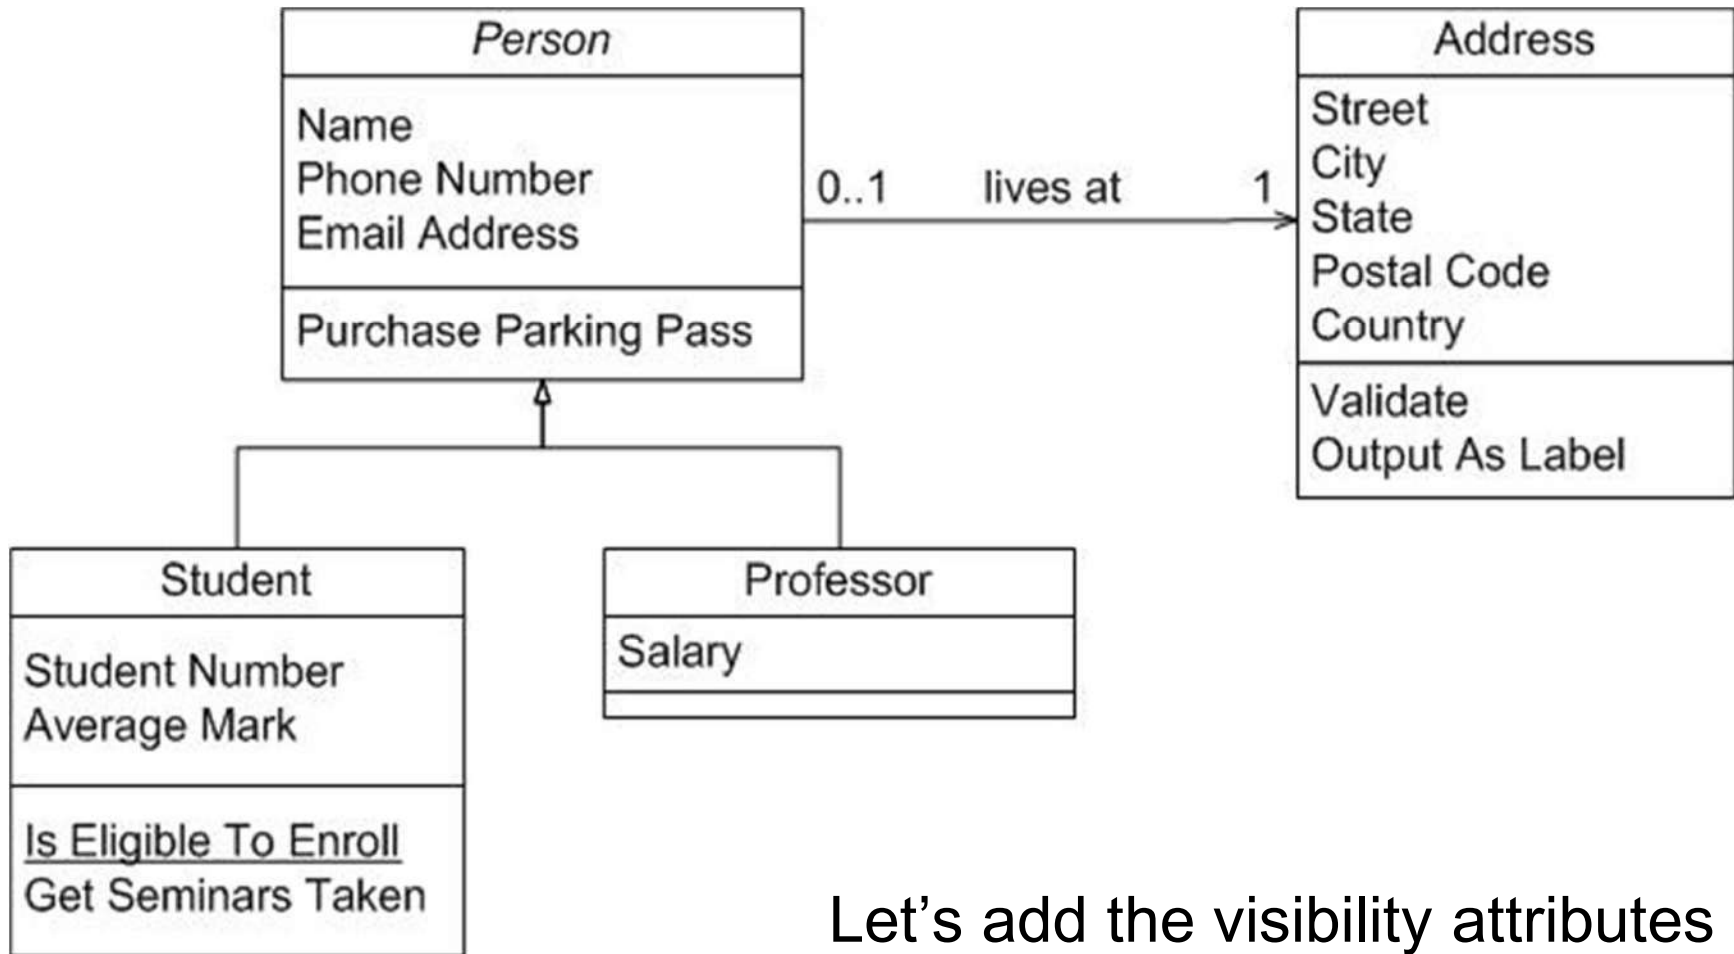 Person
Name
Phone Number
Email Address
Purchase Parking Pass
0..1 lives at 1
Address
Street
City
State
Postal Code
Country
Validate
Output As Label
Student
Student Number
Average Mark
Is Eligible To Enroll
Get Seminars Taken
Professor
Salary
Let’s add the visibility attributes